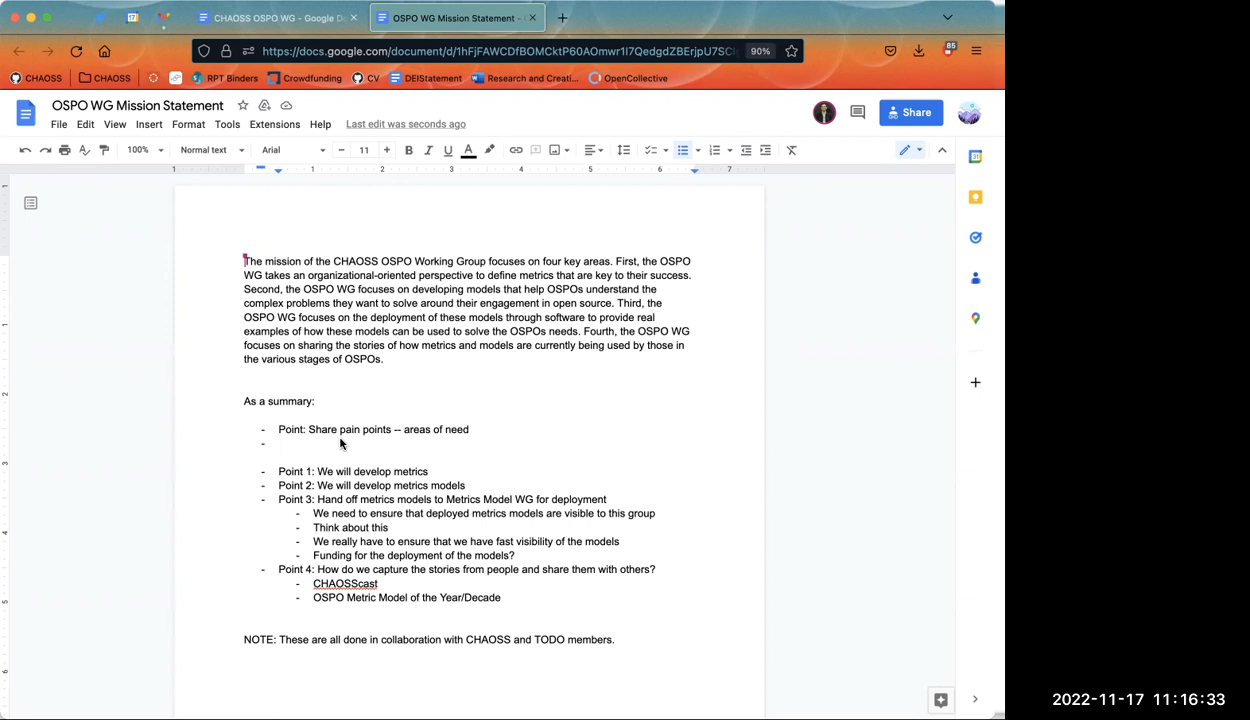 CHAOSS OSPO WG - Google Do
OSPO WG Mission Statement -
https://docs.google.com/document/d/1hFjFAWCDfBOMCktP60AOmwr1I7QedgdZBErjpU7SC
90%
85
CHAOSS
CHAOSS
RPT Binders
Crowdfunding
CV
DEIStatement
Research and Creati...
OpenCollective
OSPO WG Mission Statement
File Edit View Insert Format Tools Extensions Help Last edit was seconds ago
Share
100% Normal text Arial 11
1 1 2 3 4 5 6 7
The mission of the CHAOSS OSPO Working Group focuses on four key areas. First, the OSPO
WG takes an organizational-oriented perspective to define metrics that are key to their success.
Second, the OSPO WG focuses on developing models that help OSPOs understand the
complex problems they want to solve around their engagement in open source. Third, the
OSPO WG focuses on the deployment of these models through software to provide real
examples of how these models can be used to solve the OSPOs needs. Fourth, the OSPO WG
focuses on sharing the stories of how metrics and models are currently being used by those in
the various stages of OSPOs.
As a summary:
- Point: Share pain points -- areas of need
-
- Point 1: We will develop metrics
- Point 2: We will develop metrics models
- Point 3: Hand off metrics models to Metrics Model WG for deployment
- We need to ensure that deployed metrics models are visible to this group
- Think about this
- We really have to ensure that we have fast visibility of the models
- Funding for the deployment of the models?
- Point 4: How do we capture the stories from people and share them with others?
- CHAOSScast
- OSPO Metric Model of the Year/Decade
NOTE: These are all done in collaboration with CHAOSS and TODO members.
2022-11-17 11:16:33